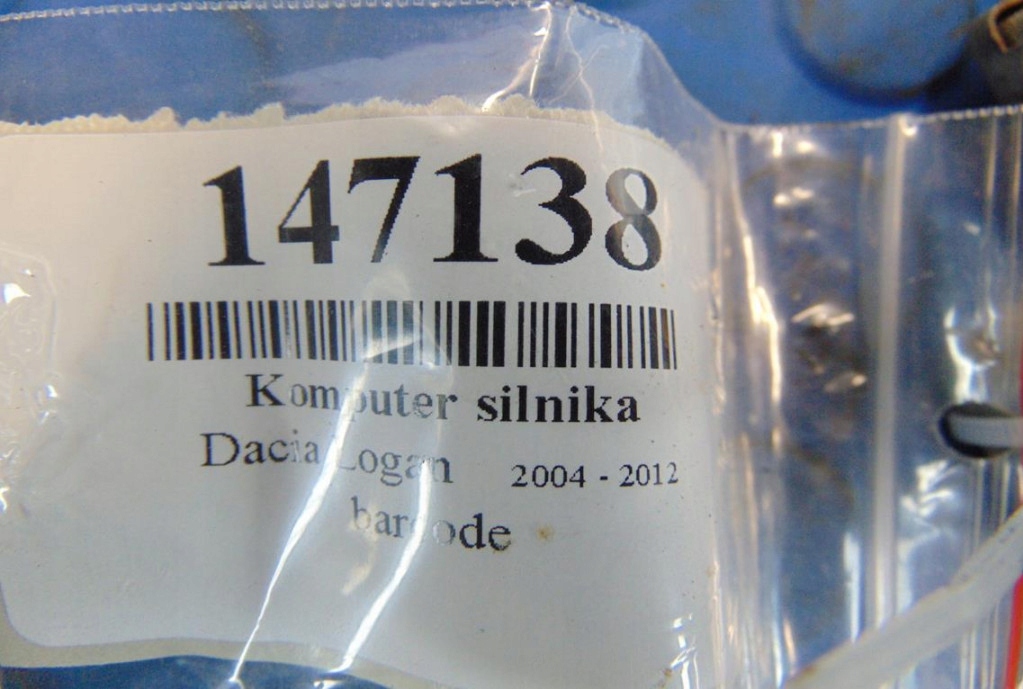 147138
Komputer silnika
Dacia Logan 2004 - 2012
barcode